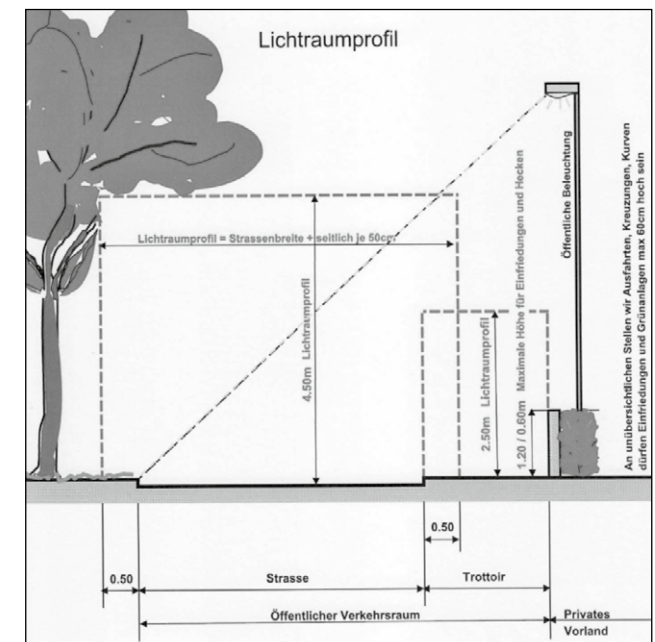 Lichtraumprofil
Lichtraumprofil = Strassenbreite + seitlich je 50cm
4.50m Lichtraumprofil
2.50m Lichtraumprofil
1.20 / 0.60m Maximale Höhe für Einfriedungen und Hecken
Öffentliche Beleuchtung
An unübersichtlichen Stellen wir Ausfahrten, Kreuzungen, Kurven
dürfen Einfriedungen und Grünanlagen max 60cm hoch sein
0.50
0.50
Strasse
Trottoir
Öffentlicher Verkehrsraum
Privates
Vorland